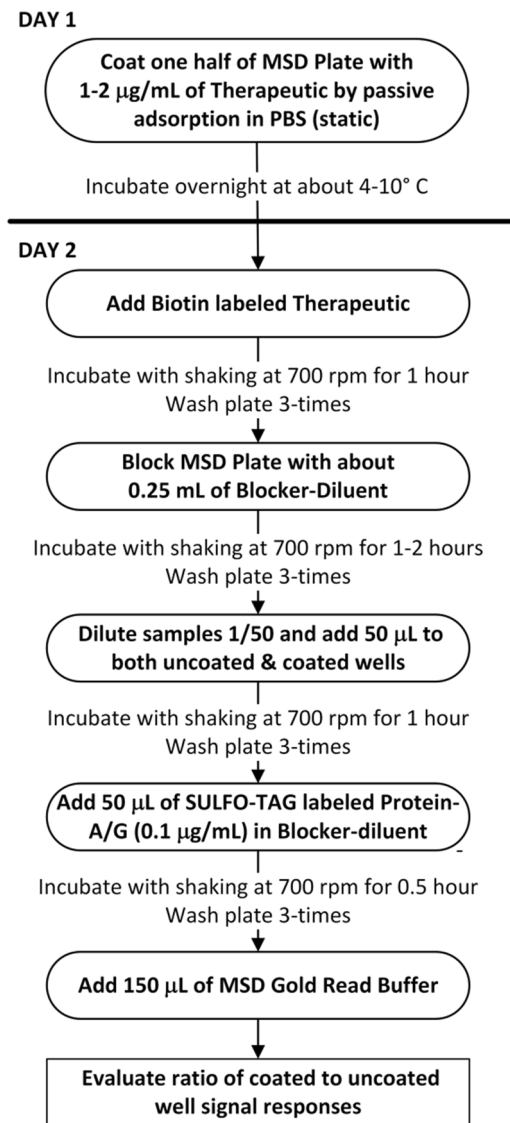 DAY 1
Coat one half of MSD Plate with
1-2 μg/mL of Therapeutic by passive
adsorption in PBS (static)
Incubate overnight at about 4-10° C
DAY 2
Add Biotin labeled Therapeutic
Incubate with shaking at 700 rpm for 1 hour
Wash plate 3-times
Block MSD Plate with about
0.25 mL of Blocker-Diluent
Incubate with shaking at 700 rpm for 1-2 hours
Wash plate 3-times
Dilute samples 1/50 and add 50 μL to
both uncoated & coated wells
Incubate with shaking at 700 rpm for 1 hour
Wash plate 3-times
Add 50 μL of SULFO-TAG labeled Protein-
A/G (0.1 μg/mL) in Blocker-diluent
Incubate with shaking at 700 rpm for 0.5 hour
Wash plate 3-times
Add 150 μL of MSD Gold Read Buffer
Evaluate ratio of coated to uncoated
well signal responses